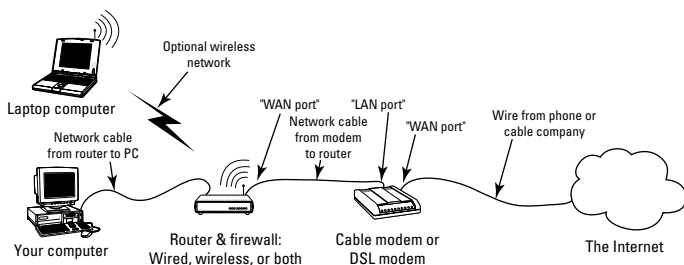 Optional wireless
network
Laptop computer
Network cable
from router to PC
"WAN port"
Network cable
from modem
to router
"LAN port"
"WAN port"
Wire from phone or
cable company
Your computer
Router & firewall:
Wired, wireless, or both
Cable modem or
DSL modem
The Internet